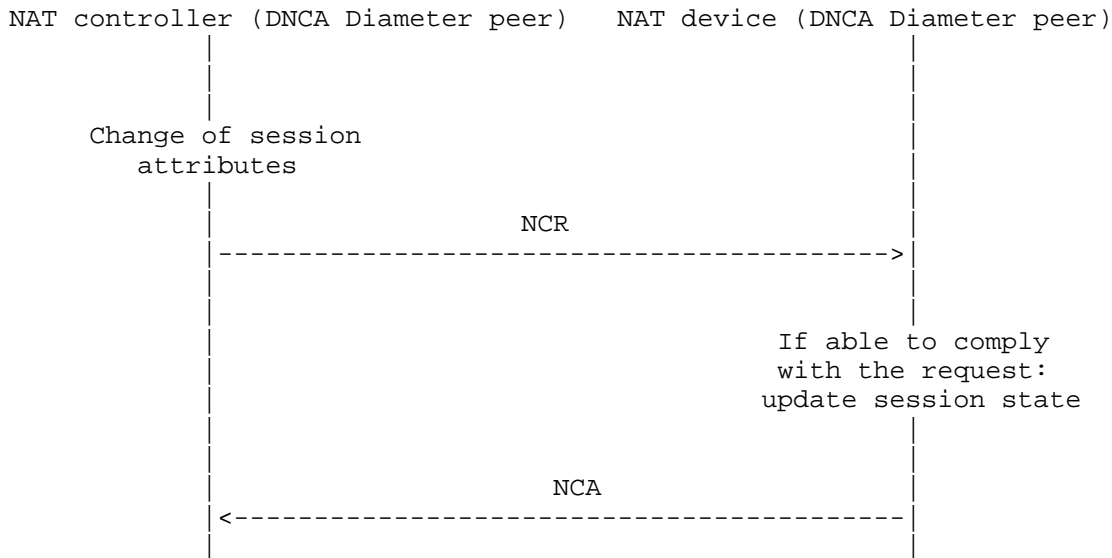 NAT controller (DNCA Diameter peer)   NAT device (DNCA Diameter peer)
Change of session
attributes
NCR
If able to comply
with the request:
update session state
NCA